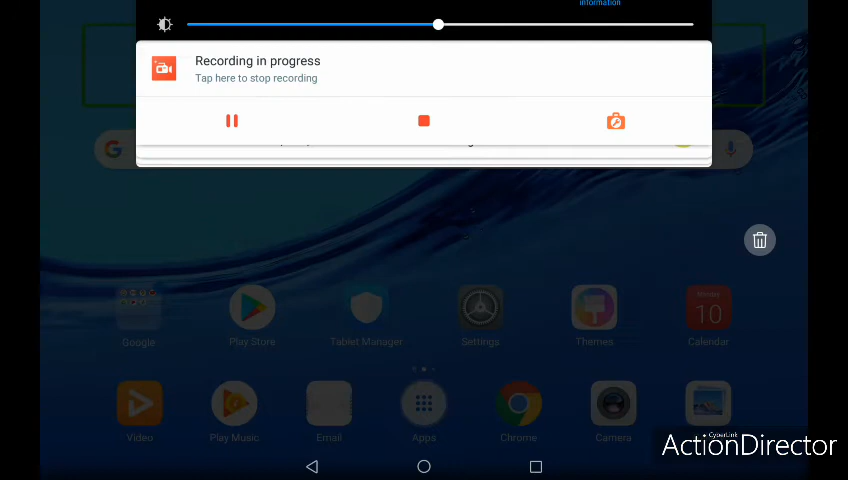 information
Recording in progress
Tap here to stop recording
G
Google
Play Store
Tablet Manager
Settings
Themes
10
Calendar
Video
Play Music
Email
Apps
Chrome
Camera
CyberLink
ActionDirector